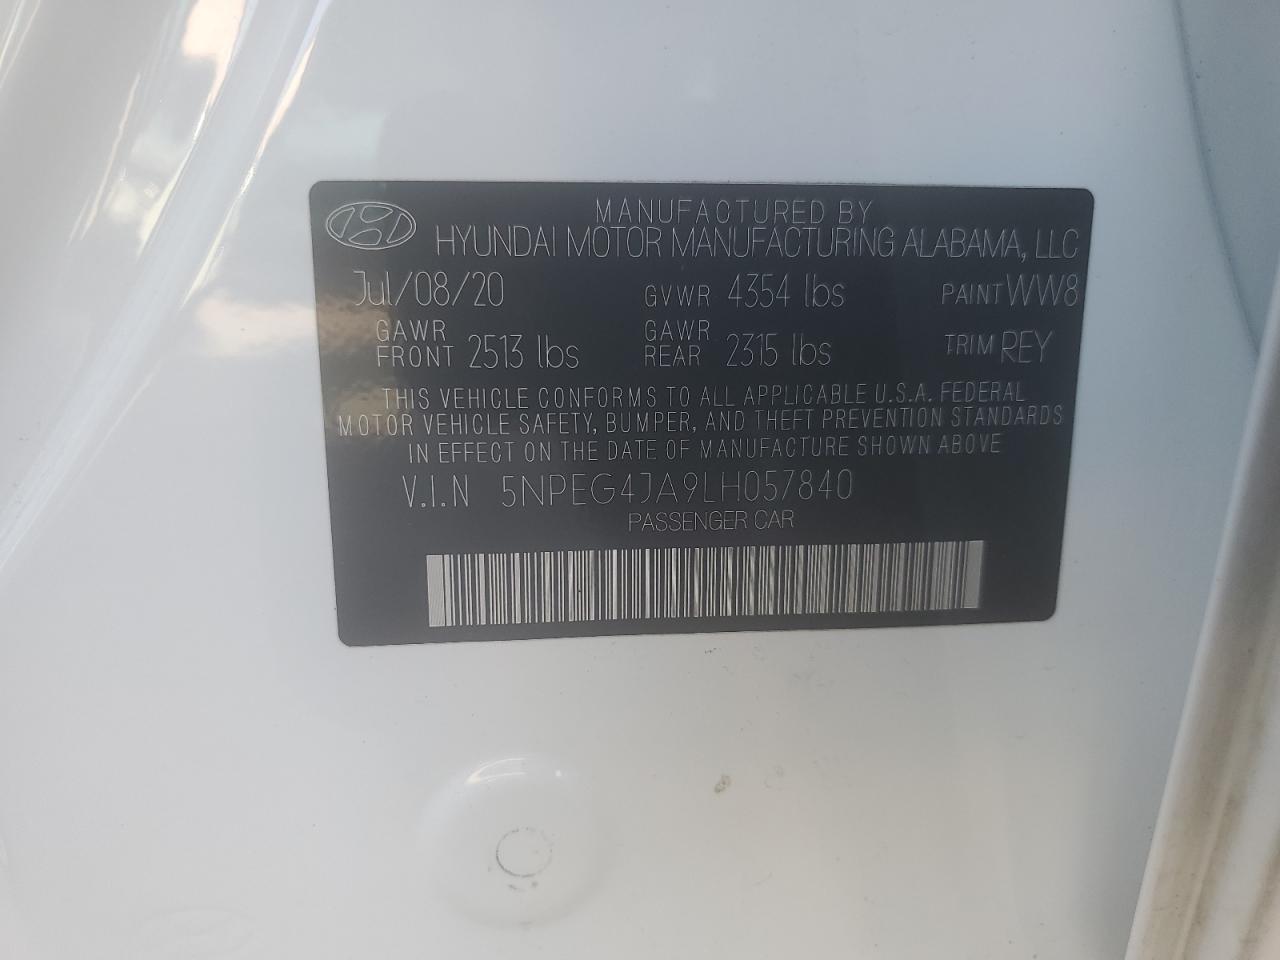 MANUFACTURED BY
HYUNDAI MOTOR MANUFACTURING ALABAMA, LLC
Jul/08/20 GVWR 4354 lbs PAINT WW8
GAWR FRONT 2513 lbs GAWR REAR 2315 lbs TRIM REY
THIS VEHICLE CONFORMS TO ALL APPLICABLE U.S.A. FEDERAL
MOTOR VEHICLE SAFETY, BUMPER, AND THEFT PREVENTION STANDARDS
IN EFFECT ON THE DATE OF MANUFACTURE SHOWN ABOVE
V.I.N 5NPEG4JA9LH057840
PASSENGER CAR